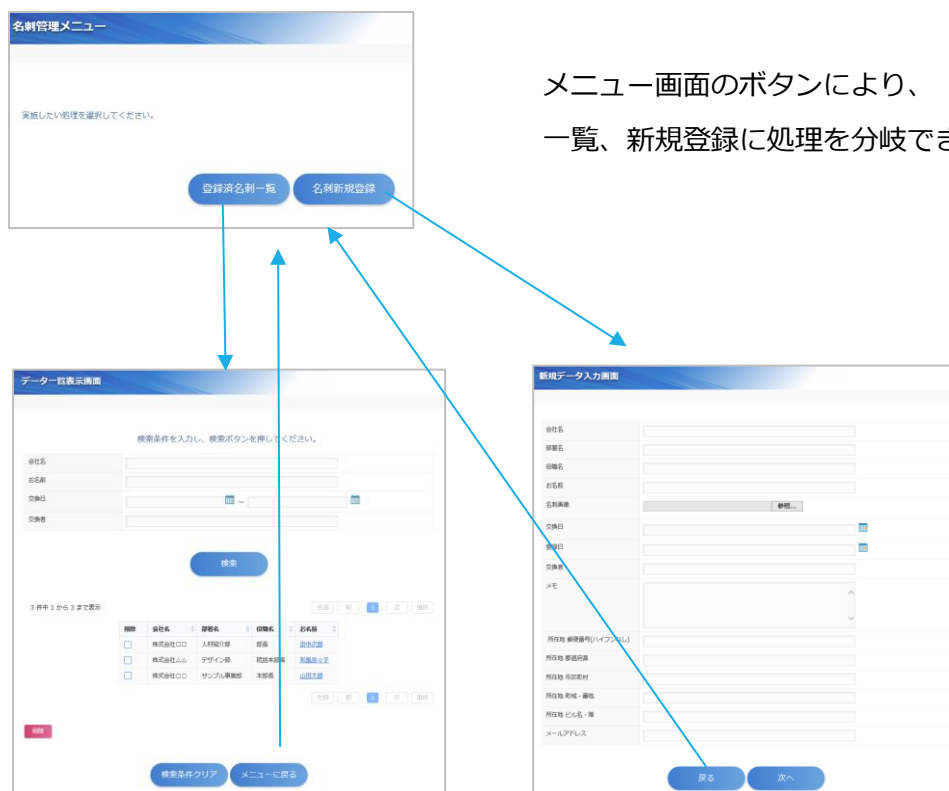 名刺管理メニュー
実施したい処理を選択してください。
登録済名刺一覧 名刺新規登録
メニュー画面のボタンにより、
一覧、新規登録に処理を分岐でき
データ一覧表示画面
検索条件を入力し、検索ボタンを押してください。
会社名
お名前
交換日 ~
交換者
検索
3 件中 1 から 3 まで表示
先頭 前 1 次 最終
削除 会社名 部署名 役職名 お名前
株式会社□□ 人材紹介部 部長 田中次郎
株式会社△△ デザイン部
株式会社○○ サンプル事業部 本部長 山田太郎
先頭 前 1 次 最終
削除
検索条件クリア メニューに戻る
新規データ入力画面
会社名
部署名
役職名
お名前
名刺画像 参照...
交換日
登録日
交換者
メモ
所在地 郵便番号(ハイフンなし)
所在地 都道府県
所在地 市区町村
所在地 町域・番地
所在地 ビル名・階
メールアドレス
戻る 次へ